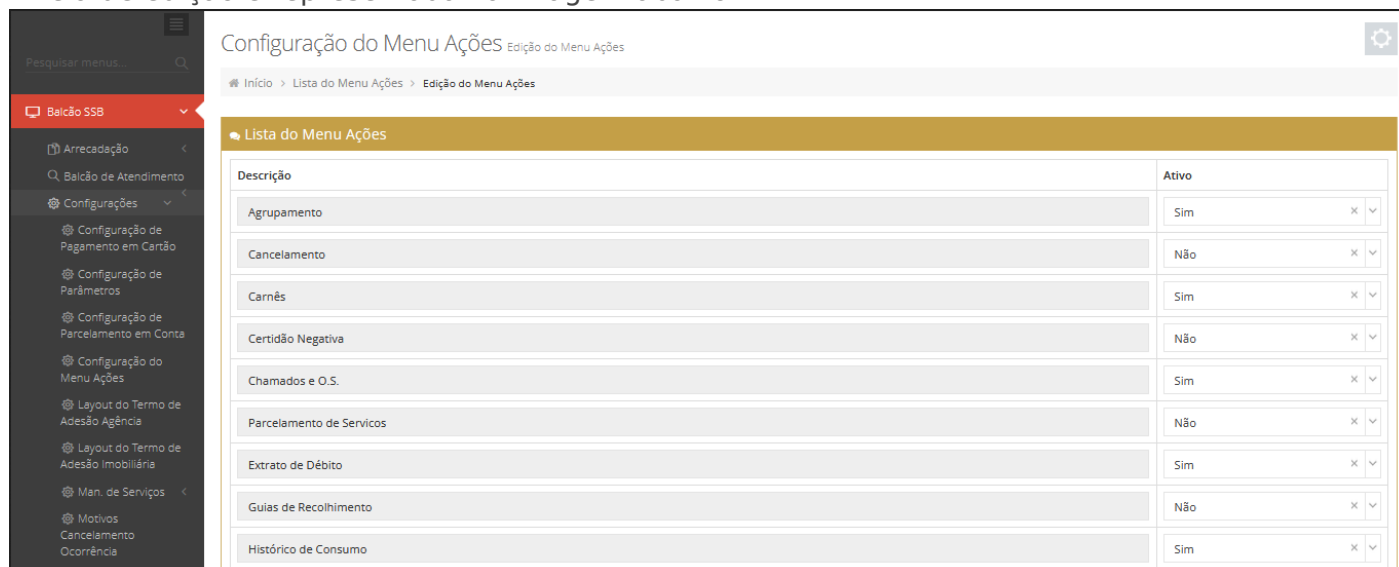 Pesquisar menus...
Balcão SSB
Arrecadação
Balcão de Atendimento
Configurações
Configuração de
Pagamento em Cartão
Configuração de
Parâmetros
Configuração de
Parcelamento em Conta
Configuração do
Menu Ações
Layout do Termo de
Adesão Agência
Layout do Termo de
Adesão Imobiliária
Man. de Serviços
Motivos
Cancelamento
Ocorrência
Configuração do Menu Ações Edição do Menu Ações
Início > Lista do Menu Ações > Edição do Menu Ações
Lista do Menu Ações
Descrição Ativo
Agrupamento Sim
Cancelamento Não
Carnês Sim
Certidão Negativa Não
Chamados e O.S. Sim
Parcelamento de Servicos Não
Extrato de Débito Sim
Guias de Recolhimento Não
Histórico de Consumo Sim